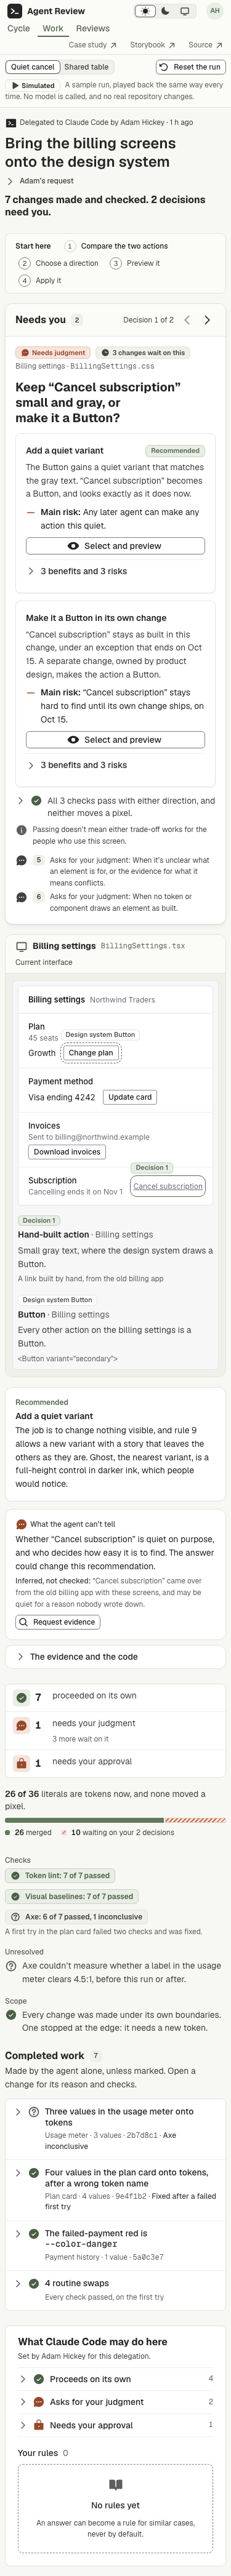 Agent Review
AH
Cycle Work Reviews
Case study Storybook Source
Quiet cancel Shared table Reset the run
Simulated A sample run, played back the same way every
time. No model is called, and no real repository changes.
Delegated to Claude Code by Adam Hickey · 1 h ago
Bring the billing screens
onto the design system
Adam's request
7 changes made and checked. 2 decisions
need you.
Start here 1 Compare the two actions
2 Choose a direction 3 Preview it
4 Apply it
Needs you 2 Decision 1 of 2
Needs judgment 3 changes wait on this
Billing settings · BillingSettings.css
Keep “Cancel subscription”
small and gray, or
make it a Button?
Add a quiet variant Recommended
The Button gains a quiet variant that matches
the gray text. “Cancel subscription” becomes
a Button, and looks exactly as it does now.
Main risk: Any later agent can make any
action this quiet.
Select and preview
3 benefits and 3 risks
Make it a Button in its own change
“Cancel subscription” stays as built in this
change, under an exception that ends on Oct
15. A separate change, owned by product
design, makes the action a Button.
Main risk: “Cancel subscription” stays
hard to find until its own change ships, on
Oct 15.
Select and preview
3 benefits and 3 risks
All 3 checks pass with either direction, and
neither moves a pixel.
Passing doesn’t mean either trade-off works for the
people who use this screen.
5 Asks for your judgment: When it’s unclear what
an element is for, or the evidence for what it
means conflicts.
6 Asks for your judgment: When no token or
component draws an element as built.
Billing settings BillingSettings.tsx
Current interface
Billing settings Northwind Traders
Plan
45 seats Design system Button
Growth Change plan
Payment method
Visa ending 4242 Update card
Invoices
Sent to billing@northwind.example
Download invoices
Decision 1
Subscription
Cancelling ends it on Nov 1 Cancel subscription
Decision 1
Hand-built action · Billing settings
Small gray text, where the design system draws a
Button.
A link built by hand, from the old billing app
Design system Button
Button · Billing settings
Every other action on the billing settings is a
Button.
<Button variant="secondary">
Recommended
Add a quiet variant
The job is to change nothing visible, and rule 9
allows a new variant with a story that leaves the
others as they are. Ghost, the nearest variant, is a
full-height control in darker ink, which people
would notice.
What the agent can’t tell
Whether “Cancel subscription” is quiet on purpose,
and who decides how easy it is to find. The answer
could change this recommendation.
Inferred, not checked: “Cancel subscription” came over
from the old billing app with these screens, and may be
quiet for a reason nobody wrote down.
Request evidence
The evidence and the code
7 proceeded on its own
1 needs your judgment
3 more wait on it
1 needs your approval
26 of 36 literals are tokens now, and none moved a
pixel.
26 merged 10 waiting on your 2 decisions
Checks
Token lint: 7 of 7 passed
Visual baselines: 7 of 7 passed
Axe: 6 of 7 passed, 1 inconclusive
A first try in the plan card failed two checks and was fixed.
Unresolved
Axe couldn’t measure whether a label in the usage
meter clears 4.5:1, before this run or after.
Scope
Every change was made under its own boundaries.
One stopped at the edge: it needs a new token.
Completed work 7
Made by the agent alone, unless marked. Open a
change for its reason and checks.
Three values in the usage meter onto
tokens
Usage meter · 3 values · 2b7d8c1 · Axe
inconclusive
Four values in the plan card onto tokens,
after a wrong token name
Plan card · 4 values · 9e4f1b2 · Fixed after a failed
first try
The failed-payment red is
--color-danger
Payment history · 1 value · 5a0c3e7
4 routine swaps
Every check passed, on the first try
What Claude Code may do here
Set by Adam Hickey for this delegation.
Proceeds on its own 4
Asks for your judgment 2
Needs your approval 1
Your rules 0
No rules yet
An answer can become a rule for similar cases,
never by default.